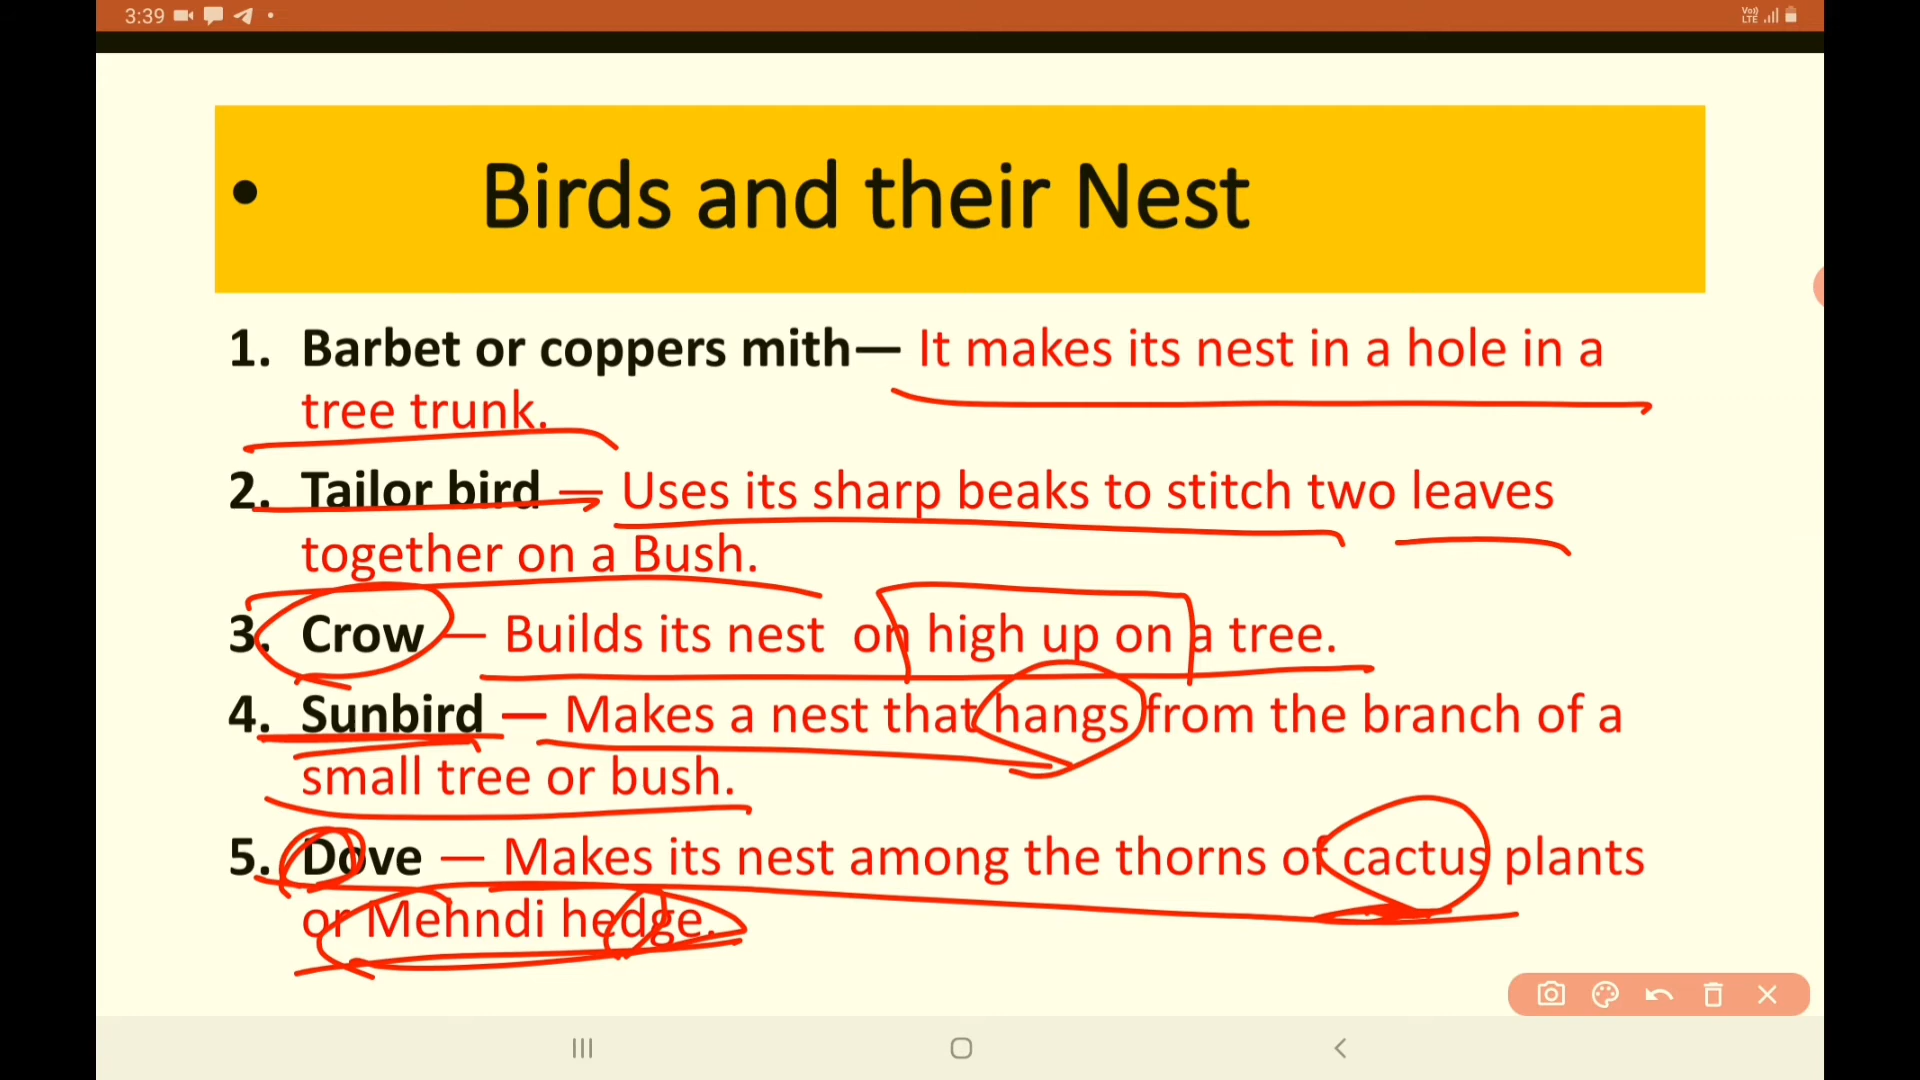 3:39
Vo)) LTE
• Birds and their Nest
1. Barbet or coppers mith— It makes its nest in a hole in a
tree trunk.
2. Tailor bird — Uses its sharp beaks to stitch two leaves
together on a Bush.
3. Crow — Builds its nest on high up on a tree.
4. Sunbird — Makes a nest that hangs from the branch of a
small tree or bush.
5. Dove — Makes its nest among the thorns of cactus plants
or Mehndi hedge.